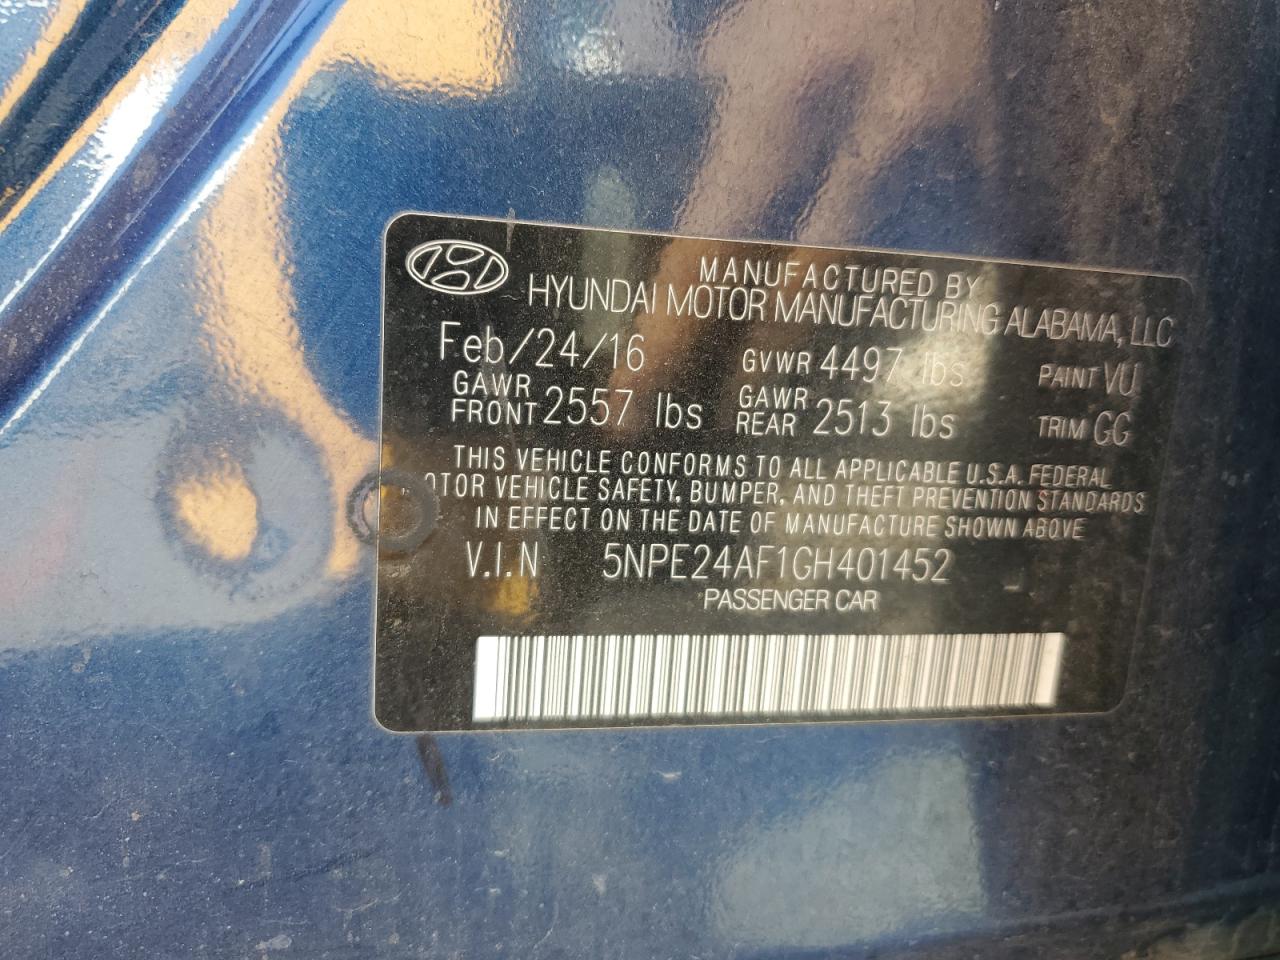 MANUFACTURED BY
HYUNDAI MOTOR MANUFACTURING ALABAMA, LLC
Feb/24/16 GVWR 4497 lbs PAINT VU
GAWR FRONT 2557 lbs GAWR REAR 2513 lbs TRIM GG
THIS VEHICLE CONFORMS TO ALL APPLICABLE U.S.A. FEDERAL
OTOR VEHICLE SAFETY, BUMPER, AND THEFT PREVENTION STANDARDS
IN EFFECT ON THE DATE OF MANUFACTURE SHOWN ABOVE
V.I.N 5NPE24AF1GH401452
PASSENGER CAR